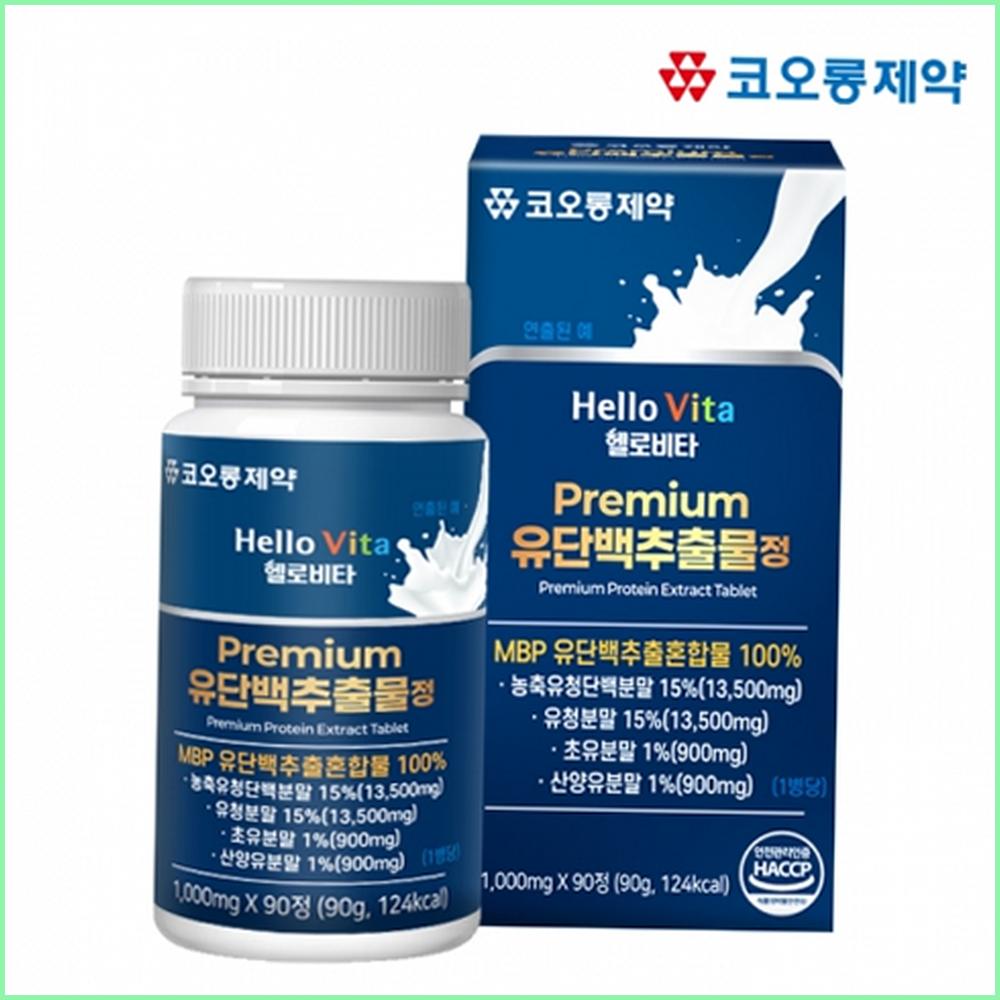 코오롱제약
코오롱제약
연출된 예
Hello Vita
헬로비타
Premium
유단백추출물정
Premium Protein Extract Tablet
MBP 유단백추출혼합물 100%
· 농축유청단백분말 15%(13,500mg)
· 유청분말 15%(13,500mg)
· 초유분말 1%(900mg)
· 산양유분말 1%(900mg) (1병당)
1,000mg X 90정 (90g, 124kcal)
안전관리인증
HACCP
코오롱제약
연출된 예
Hello Vita
헬로비타
Premium
유단백추출물정
Premium Protein Extract Tablet
MBP 유단백추출혼합물 100%
· 농축유청단백분말 15%(13,500mg)
· 유청분말 15%(13,500mg)
· 초유분말 1%(900mg)
· 산양유분말 1%(900mg) (1병당)
1,000mg X 90정 (90g, 124kcal)